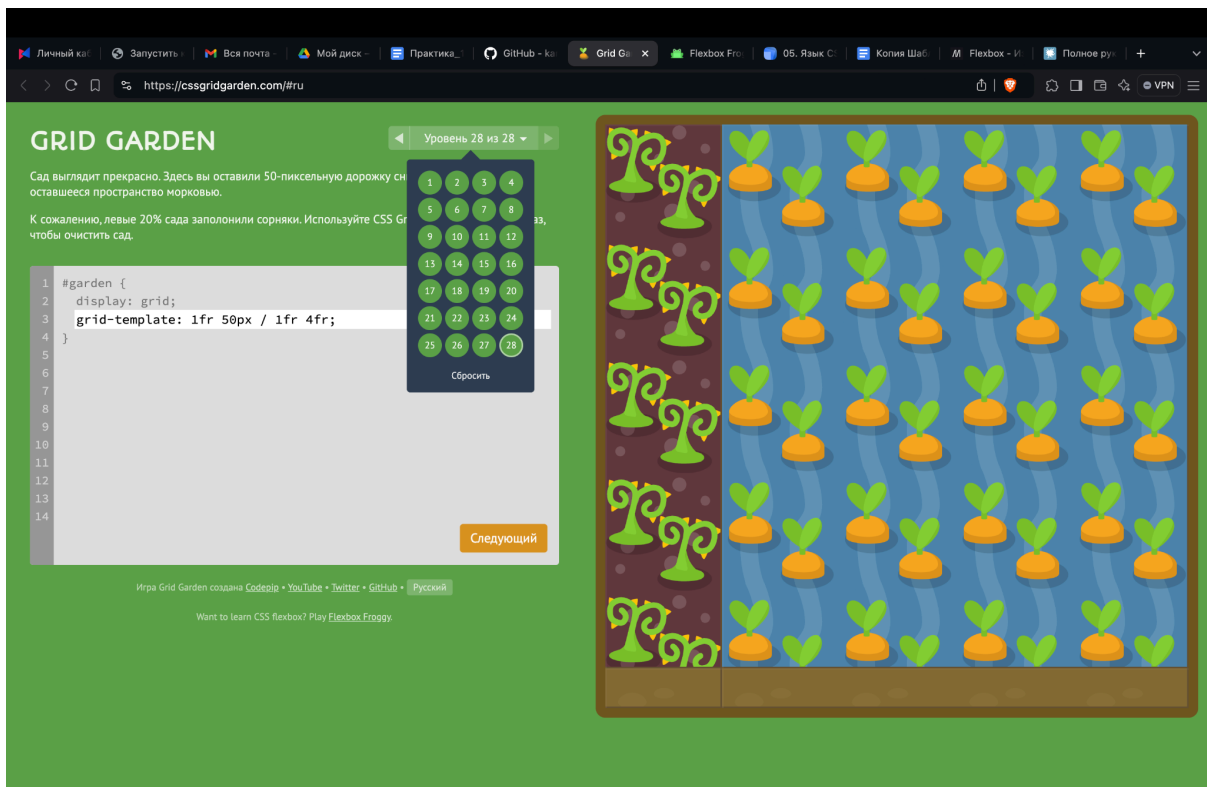 Личный каб
Запустить
Вся почта -
Мой диск –
Практика_1
GitHub - ka
Grid Ga
Flexbox Fro
05. Язык C
Копия Шаб
Flexbox - И
Полное рук
https://cssgridgarden.com/#ru
VPN
GRID GARDEN
Уровень 28 из 28
Сад выглядит прекрасно. Здесь вы оставили 50-пиксельную дорожку сн
оставшееся пространство морковью.
К сожалению, левые 20% сада заполонили сорняки. Используйте CSS Gr
аз,
чтобы очистить сад.
1 2 3 4
5 6 7 8
9 10 11 12
13 14 15 16
17 18 19 20
21 22 23 24
25 26 27 28
Сбросить
1 #garden {
2 display: grid;
3 grid-template: 1fr 50px / 1fr 4fr;
4 }
5
6
7
8
9
10
11
12
13
14
Следующий
Игра Grid Garden создана Codepip • YouTube • Twitter • GitHub • Русский
Want to learn CSS flexbox? Play Flexbox Froggy.